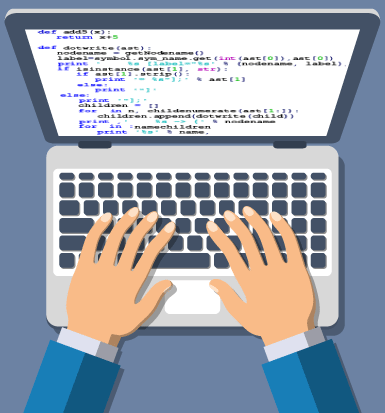 def add5(x):
return x+5
def dotwrite(ast):
nodename = getNodename()
label=symbol.sym_name.get(int(ast[0]),ast[0])
print ' %s [label="%s' % (nodename, label),
if isinstance(ast[1], str):
if ast[1].strip():
print '= %s"];' % ast[1]
else:
print '"]'
else:
print '"];'
children = []
for in n, childenumerate(ast[1:]):
children.append(dotwrite(child))
print ,' %s -> {' % nodename
for in :namechildren
print '%s' % name,